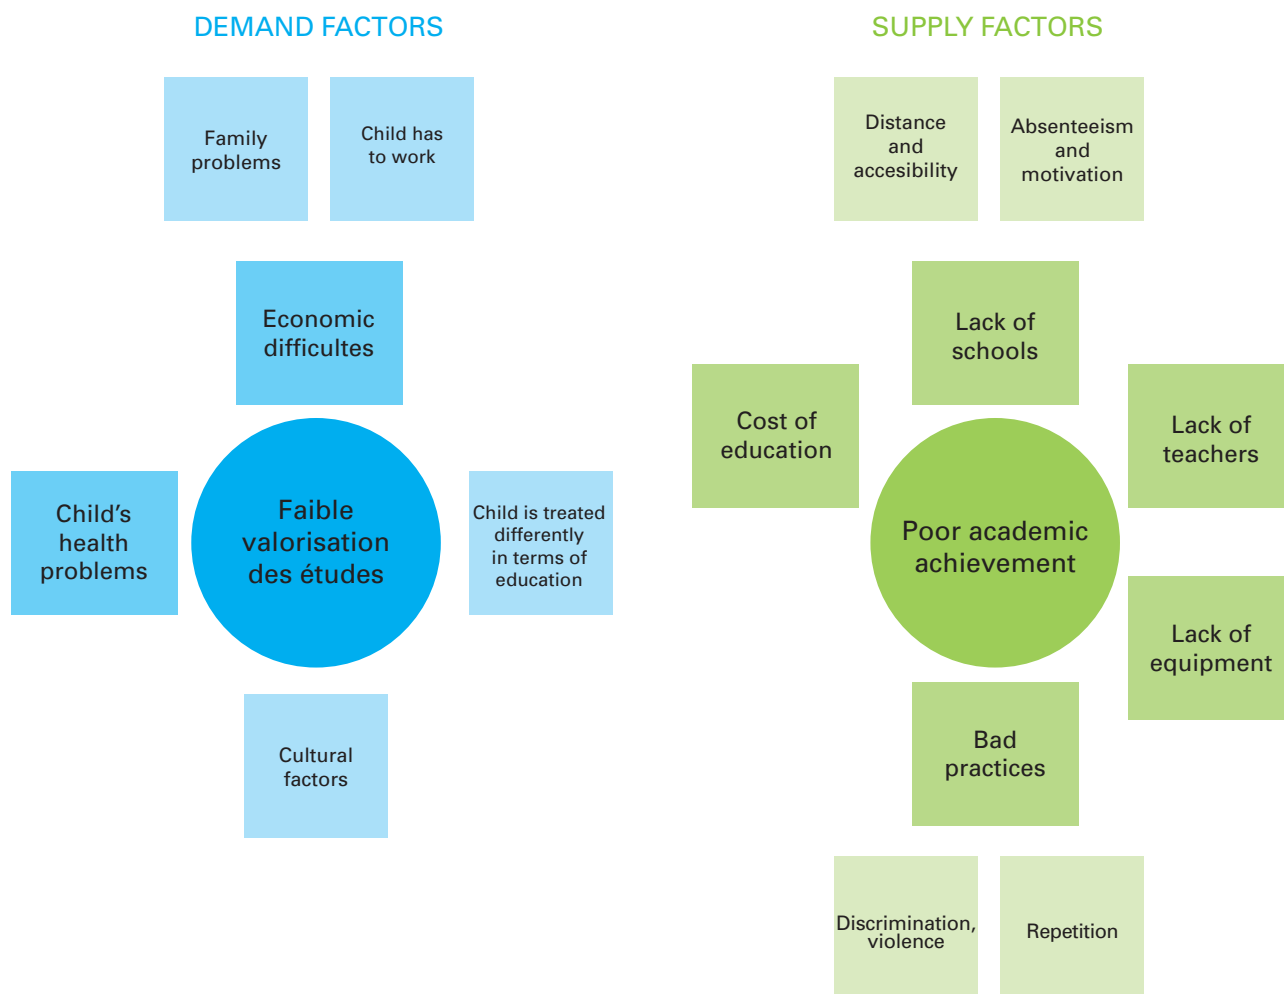 DEMAND FACTORS
Family
problems
Child has
to work
Economic
difficultes
Child's
health
problems
Faible
valorisation
des études
Child is treated
differently
in terms of
education
Cultural
factors
SUPPLY FACTORS
Distance
and
accesibility
Absenteeism
and
motivation
Lack of
schools
Cost of
education
Lack of
teachers
Poor academic
achievement
Lack of
equipment
Bad
practices
Discrimination,
violence
Repetition